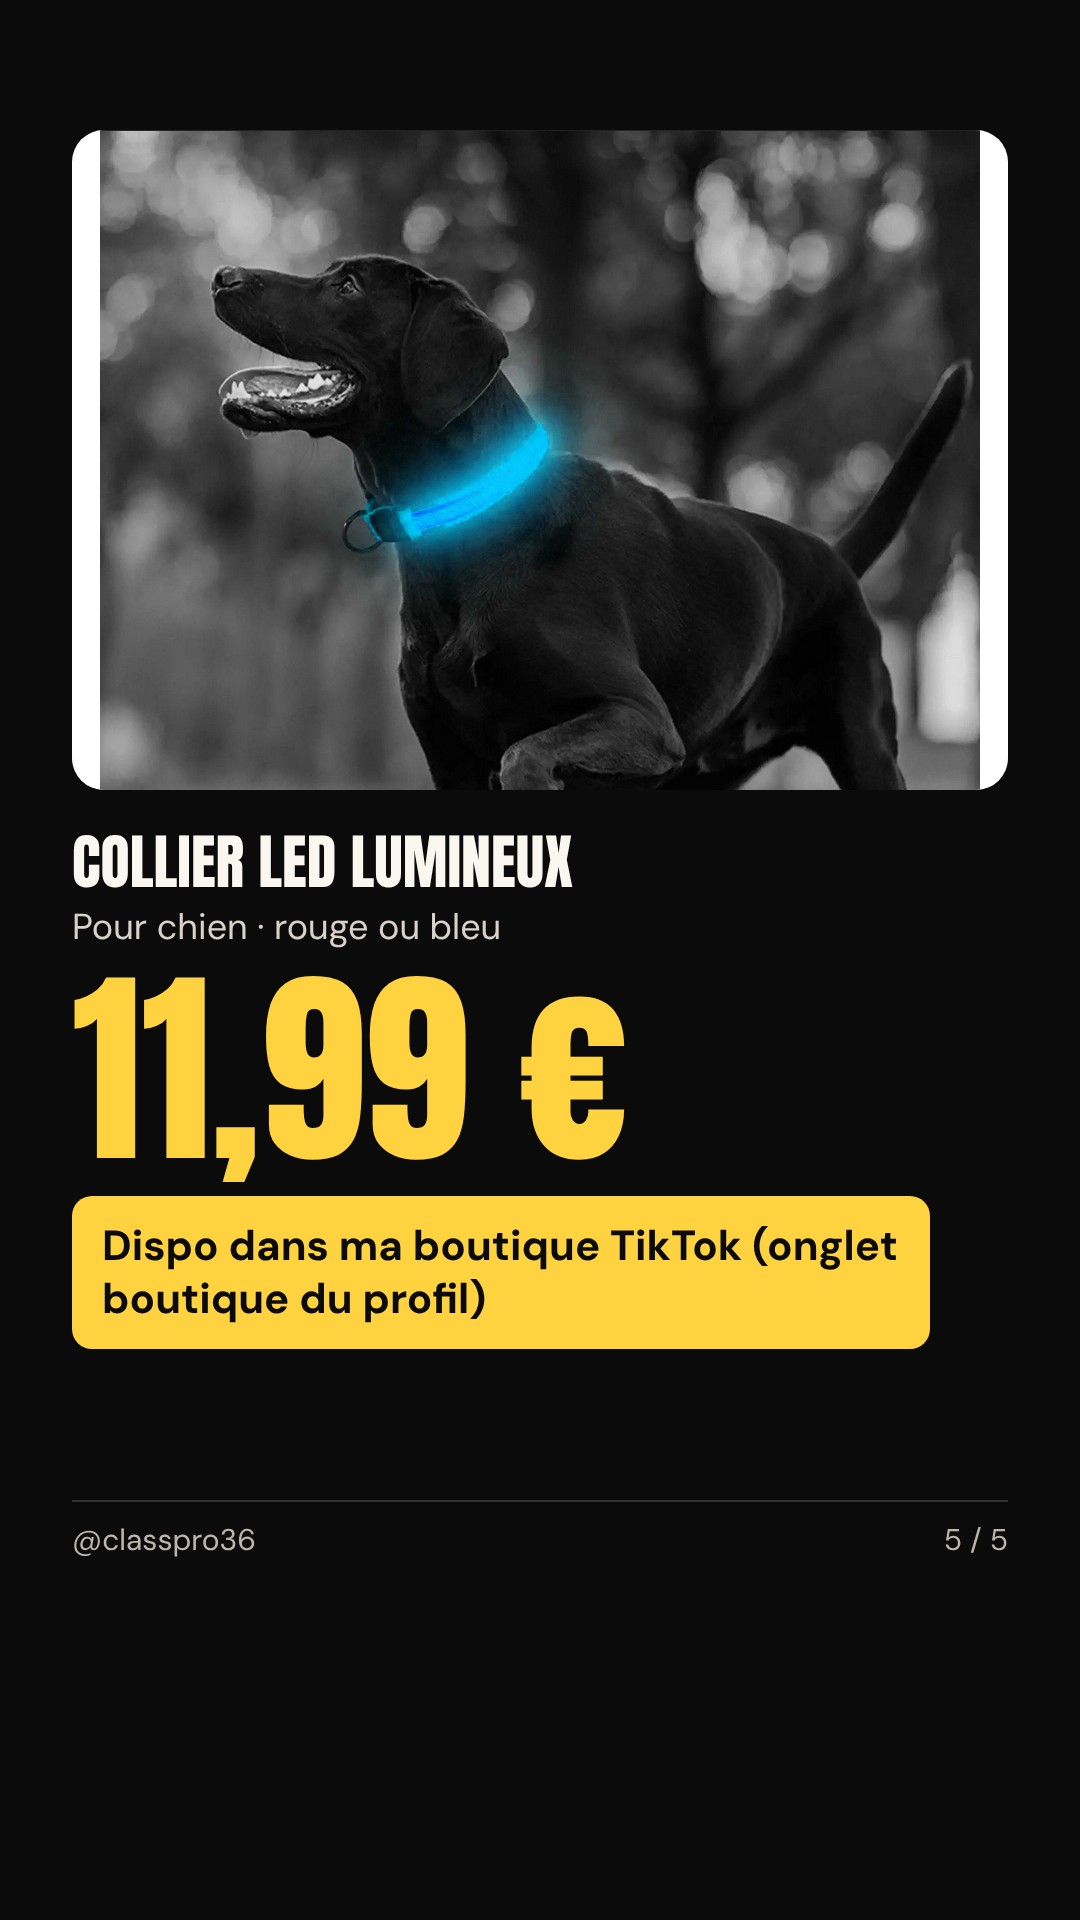 COLLIER LED LUMINEUX
Pour chien · rouge ou bleu
11,99 €
Dispo dans ma boutique TikTok (onglet
boutique du profil)
@classpro36
5 / 5